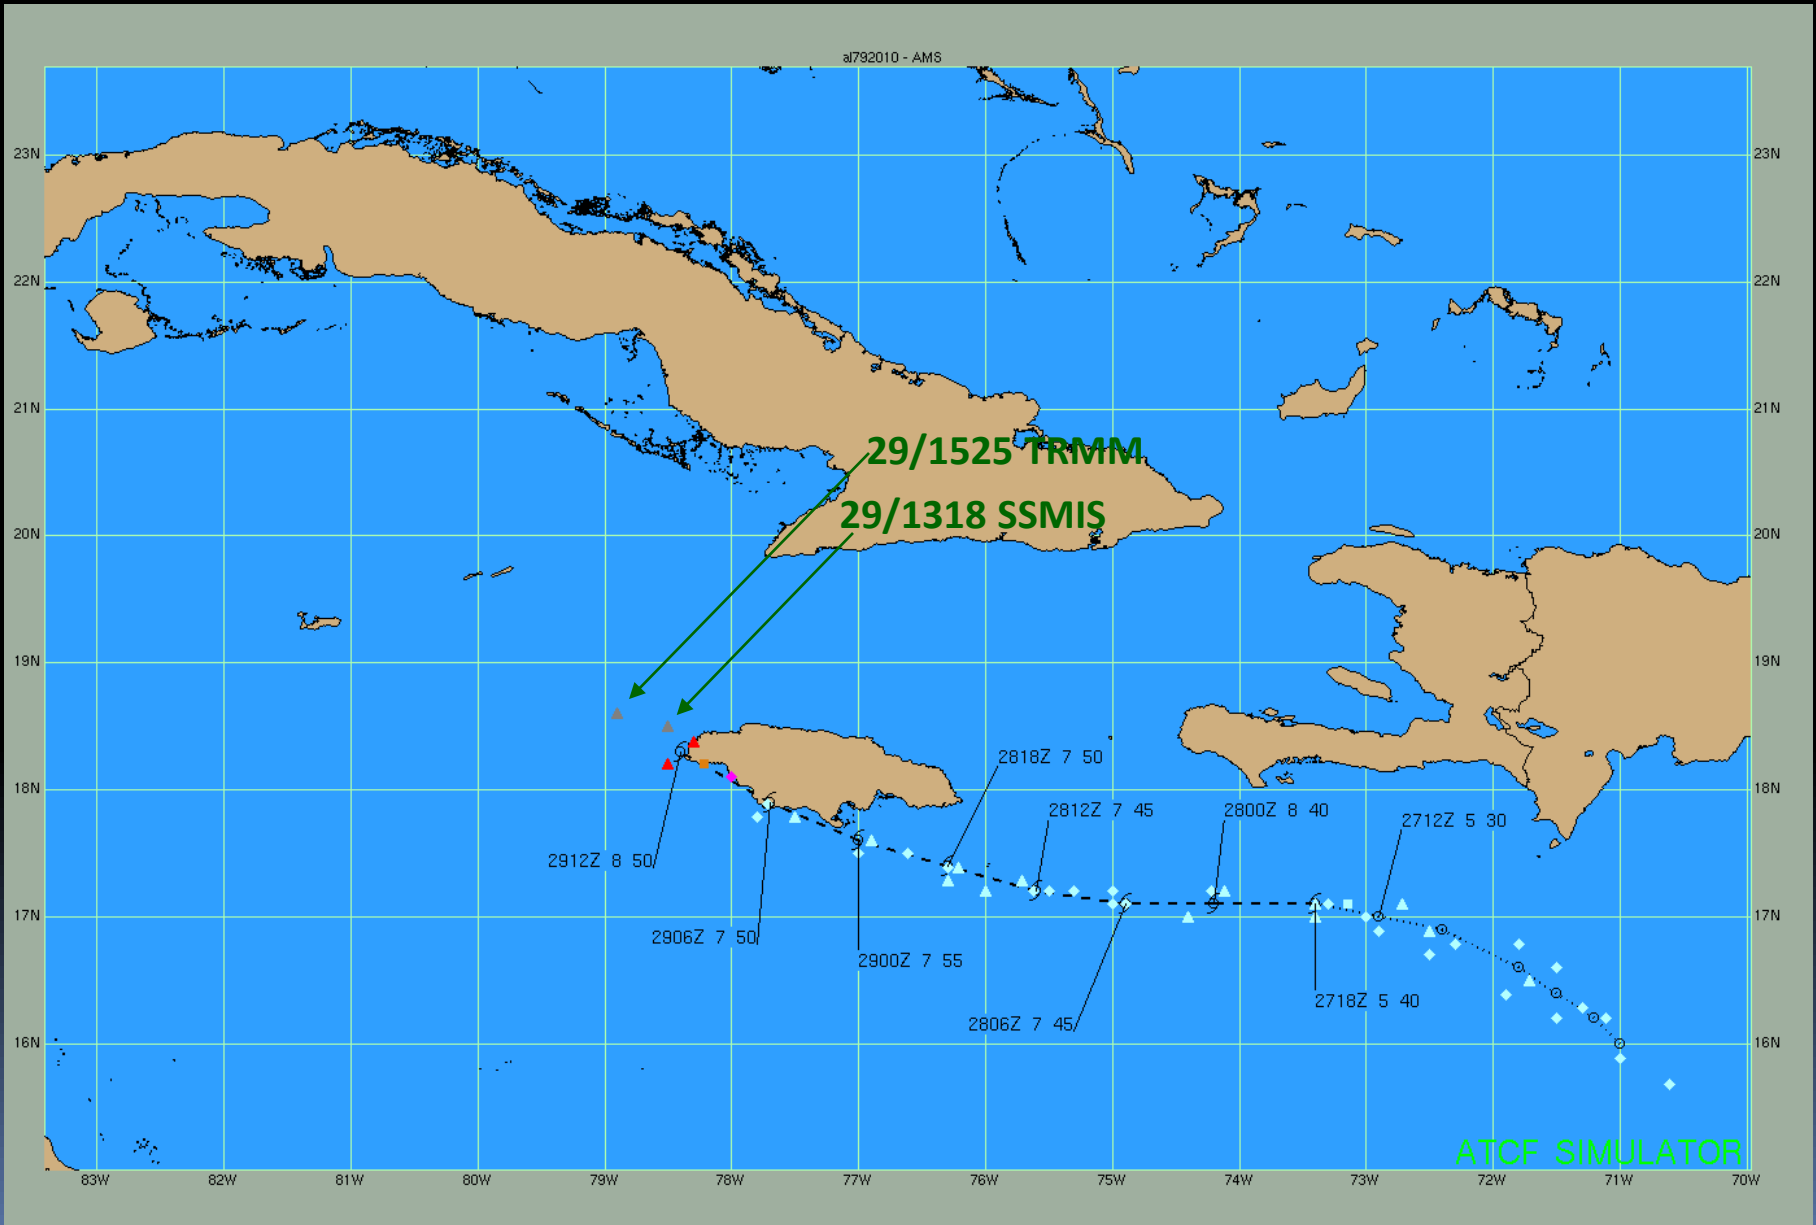 al792010 - AMS
23N
23N
22N
22N
21N
21N
29/1525 TRMM
29/1318 SSMIS
20N
20N
19N
19N
2818Z 7 50
18N
18N
2812Z 7 45
2800Z 8 40
2712Z 5 30
2912Z 8 50
17N
17N
2906Z 7 50
2900Z 7 55
2718Z 5 40
2806Z 7 45
16N
16N
ATCF SIMULATOR
83W 82W 81W 80W 79W 78W 77W 76W 75W 74W 73W 72W 71W 70W